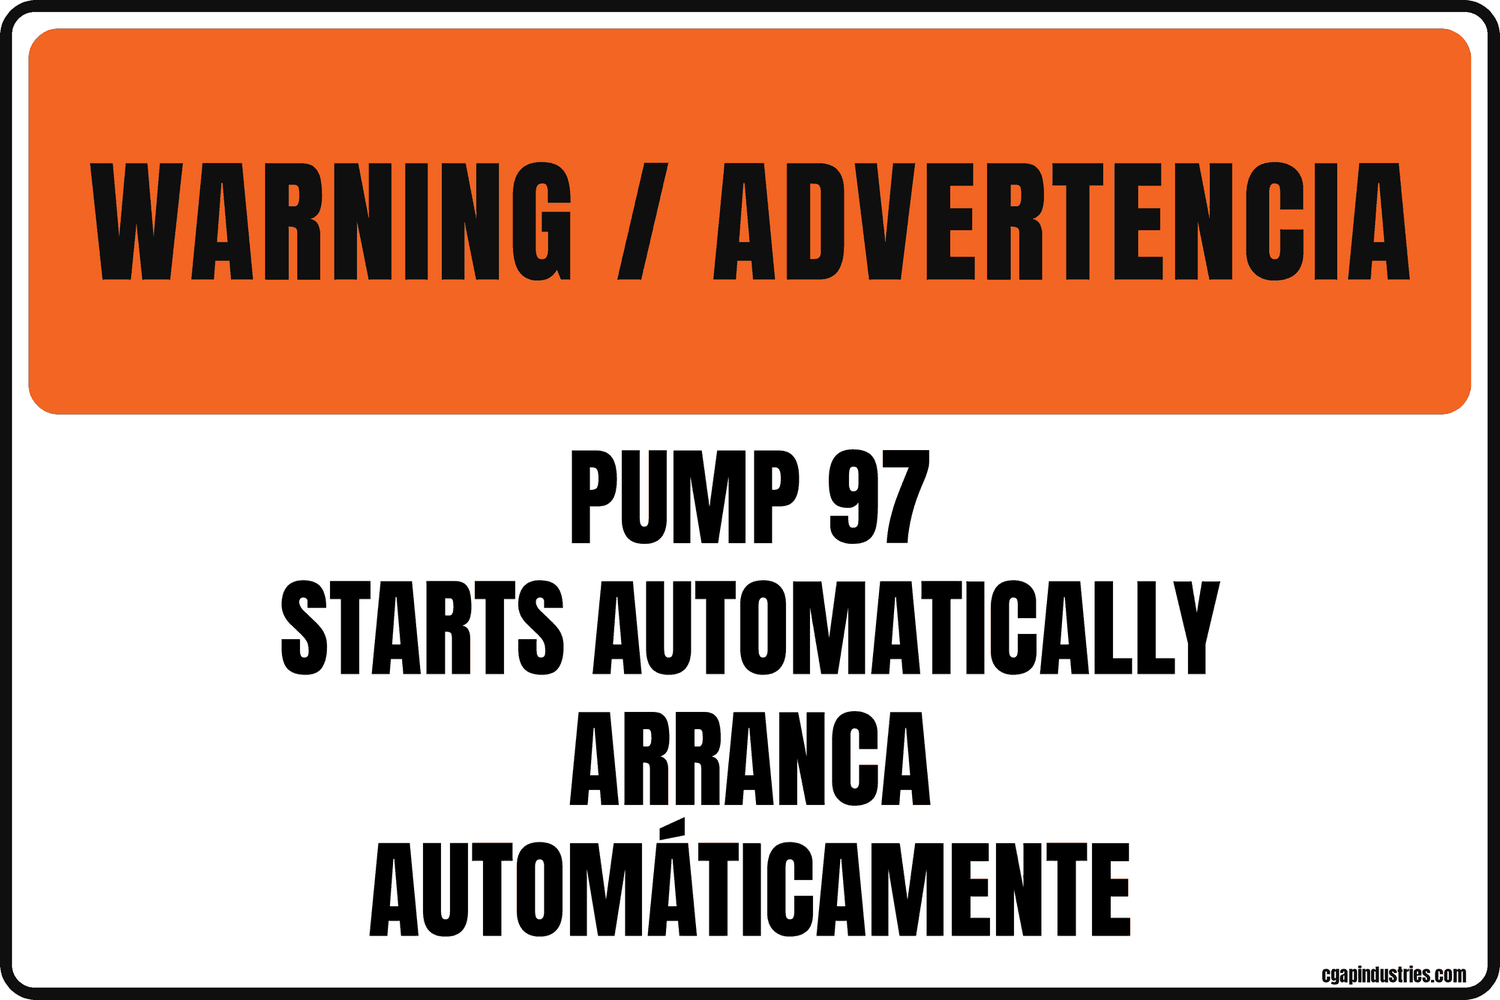 WARNING / ADVERTENCIA
PUMP 97
STARTS AUTOMATICALLY
ARRANCA
AUTOMÁTICAMENTE
cgapindustries.com